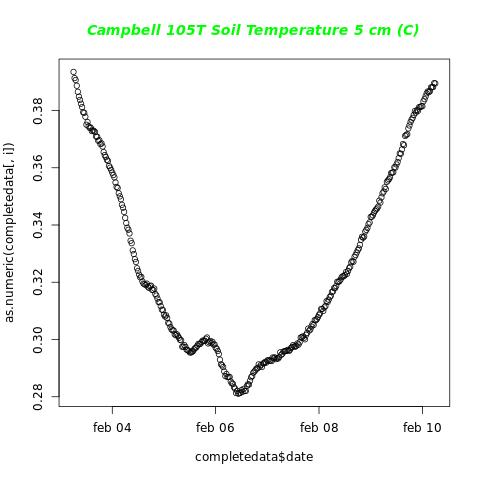 Campbell 105T Soil Temperature 5 cm (C)
as.numeric(completedata[, i])
0.38
0.36
0.34
0.32
0.30
0.28
feb 04 feb 06 feb 08 feb 10
completedata$date